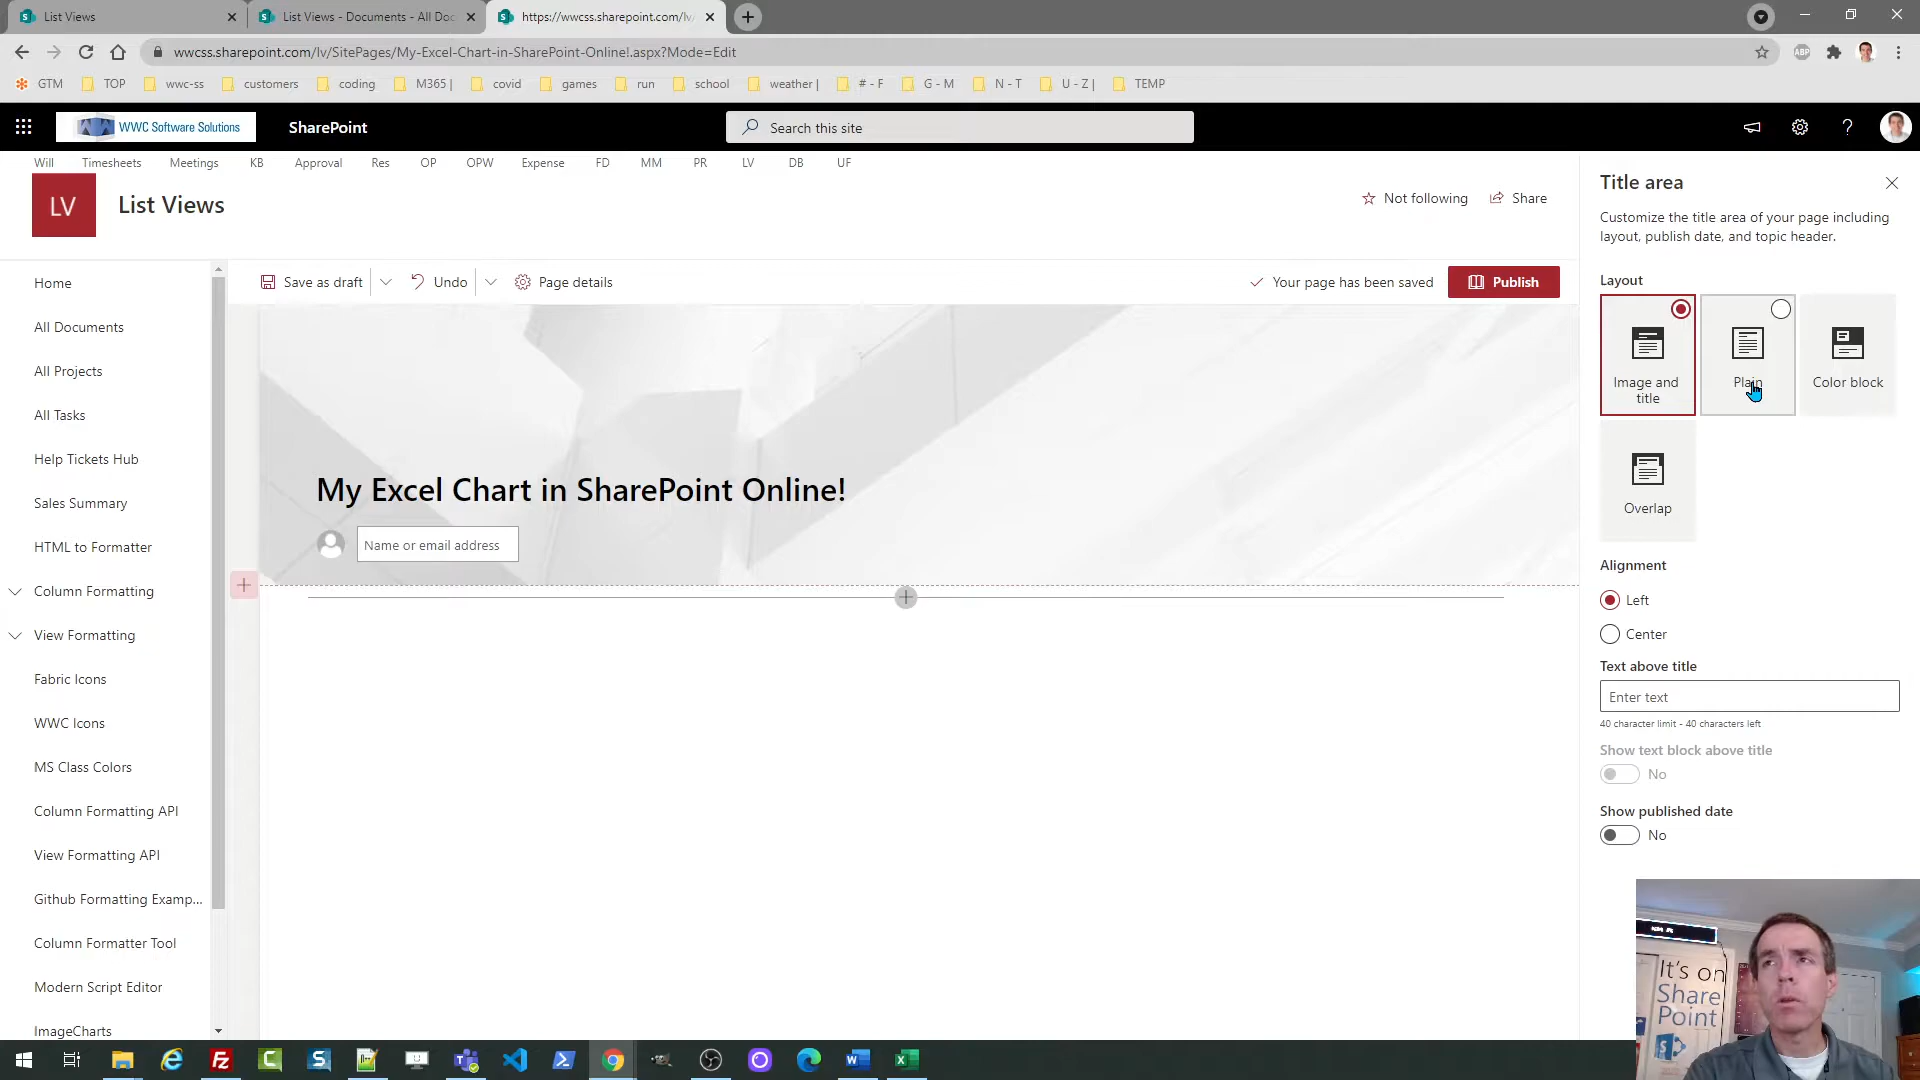 List Views
List Views - Documents - All Doc
https://wwcss.sharepoint.com/lv/
wwcss.sharepoint.com/lv/SitePages/My-Excel-Chart-in-SharePoint-Online!.aspx?Mode=Edit
GTM TOP wwc-ss customers coding M365 | covid games run school weather | # - F G - M N - T U - Z | TEMP
WWC Software Solutions
SharePoint
Search this site
Will Timesheets Meetings KB Approval Res OP OPW Expense FD MM PR LV DB UF
LV
List Views
Not following
Share
Save as draft
Undo
Page details
Your page has been saved
Publish
Home
All Documents
All Projects
All Tasks
Help Tickets Hub
Sales Summary
HTML to Formatter
Column Formatting
View Formatting
Fabric Icons
WWC Icons
MS Class Colors
Column Formatting API
View Formatting API
Github Formatting Examp...
Column Formatter Tool
Modern Script Editor
ImageCharts
My Excel Chart in SharePoint Online!
Name or email address
Title area
Customize the title area of your page including
layout, publish date, and topic header.
Layout
Image and
title
Plain
Color block
Overlap
Alignment
Left
Center
Text above title
Enter text
40 character limit - 40 characters left
Show text block above title
No
Show published date
No
It's on
Share
Point